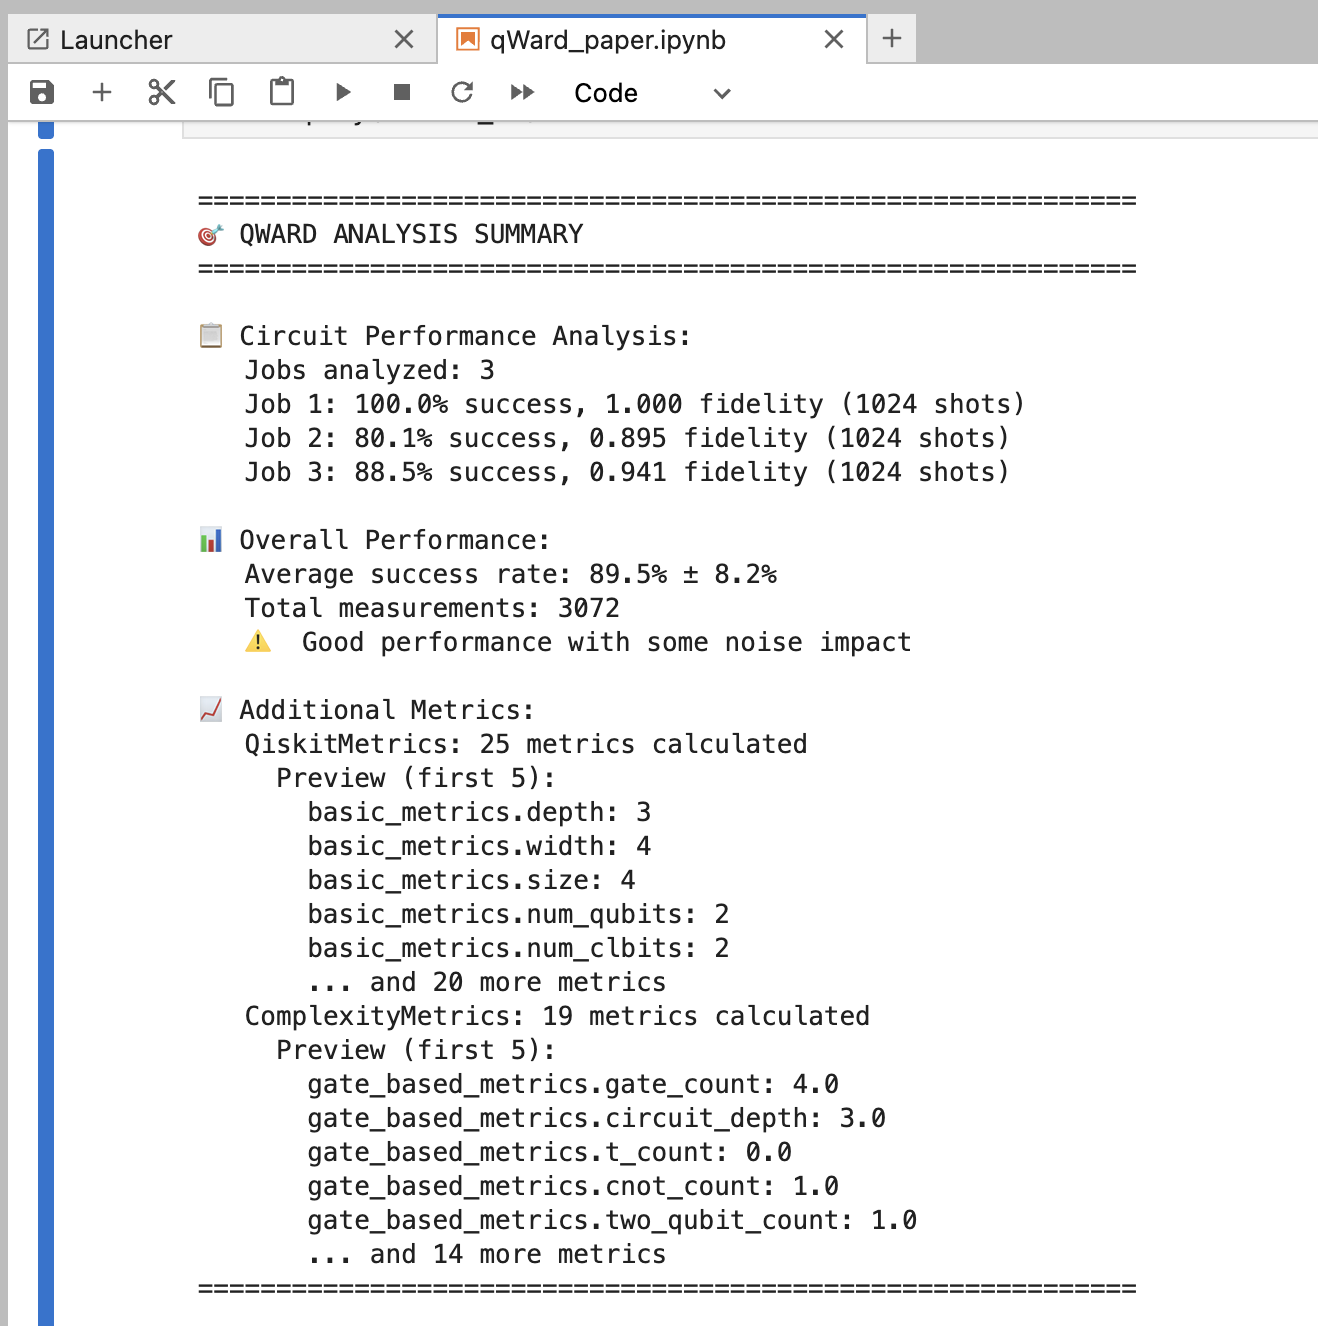 Launcher
qWard_paper.ipynb
Code
============================================================
🎯 QWARD ANALYSIS SUMMARY
============================================================
📋 Circuit Performance Analysis:
Jobs analyzed: 3
Job 1: 100.0% success, 1.000 fidelity (1024 shots)
Job 2: 80.1% success, 0.895 fidelity (1024 shots)
Job 3: 88.5% success, 0.941 fidelity (1024 shots)
📊 Overall Performance:
Average success rate: 89.5% ± 8.2%
Total measurements: 3072
⚠️ Good performance with some noise impact
📈 Additional Metrics:
QiskitMetrics: 25 metrics calculated
Preview (first 5):
basic_metrics.depth: 3
basic_metrics.width: 4
basic_metrics.size: 4
basic_metrics.num_qubits: 2
basic_metrics.num_clbits: 2
... and 20 more metrics
ComplexityMetrics: 19 metrics calculated
Preview (first 5):
gate_based_metrics.gate_count: 4.0
gate_based_metrics.circuit_depth: 3.0
gate_based_metrics.t_count: 0.0
gate_based_metrics.cnot_count: 1.0
gate_based_metrics.two_qubit_count: 1.0
... and 14 more metrics
============================================================